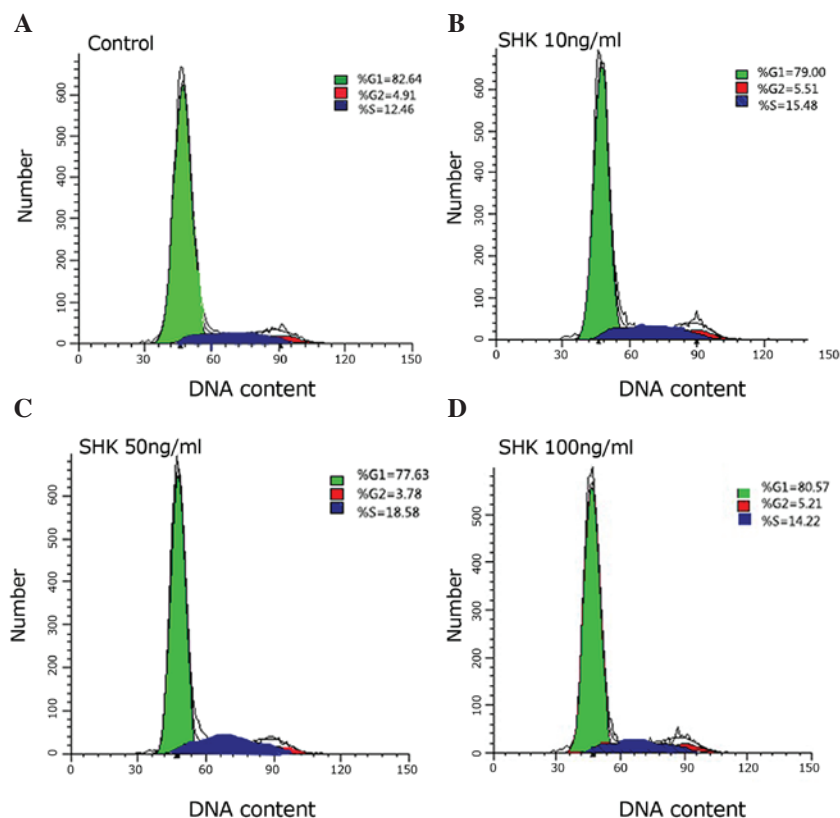 A
Control
%G1=82.64
%G2=4.91
%S=12.46
Number
0 100 200 300 400 500 600
0 30 60 90 120 150
DNA content
B
SHK 10ng/ml
%G1=79.00
%G2=5.51
%S=15.48
Number
0 100 200 300 400 500 600
0 30 60 90 120 150
DNA content
C
SHK 50ng/ml
%G1=77.63
%G2=3.78
%S=18.58
Number
0 100 200 300 400 500 600
0 30 60 90 120 150
DNA content
D
SHK 100ng/ml
%G1=80.57
%G2=5.21
%S=14.22
Number
0 100 200 300 400 500
0 30 60 90 120 150
DNA content